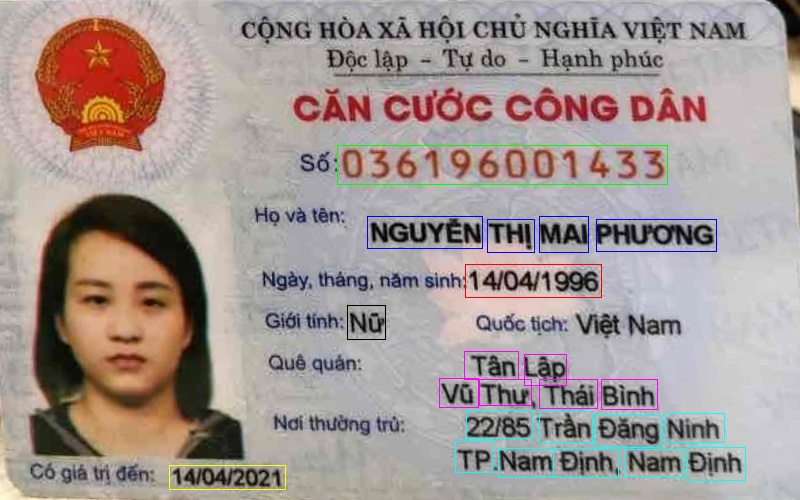 CỘNG HÒA XÃ HỘI CHỦ NGHĨA VIỆT NAM
Độc lập - Tự do - Hạnh phúc
CĂN CƯỚC CÔNG DÂN
Số: 036196001433
Họ và tên: NGUYỄN THỊ MAI PHƯƠNG
Ngày, tháng, năm sinh: 14/04/1996
Giới tính: Nữ Quốc tịch: Việt Nam
Quê quán: Tân Lập
Vũ Thư, Thái Bình
Nơi thường trú: 22/85 Trần Đăng Ninh
TP.Nam Định, Nam Định
Có giá trị đến: 14/04/2021